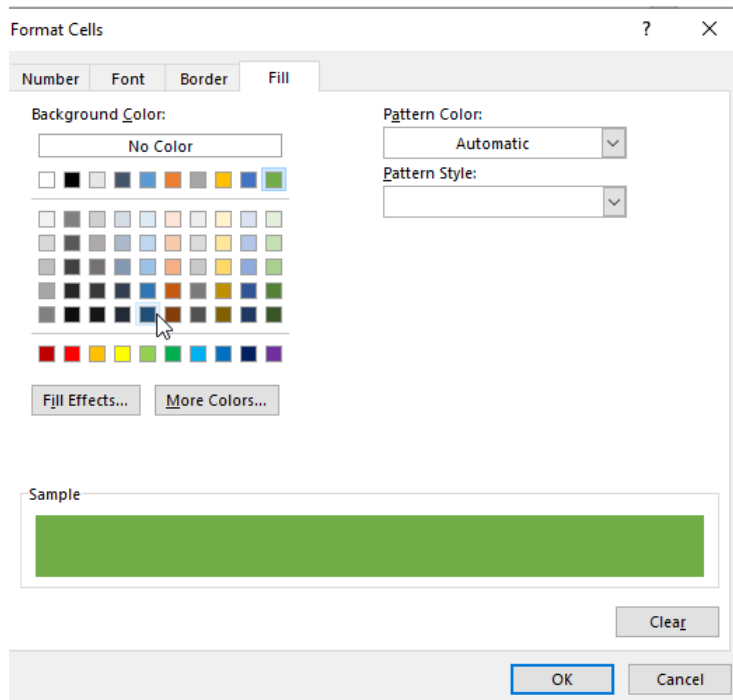 Format Cells
?
Number Font Border Fill
Background Color:
No Color
Pattern Color:
Automatic
Pattern Style:
Fill Effects...
More Colors...
Sample
Clear
OK
Cancel